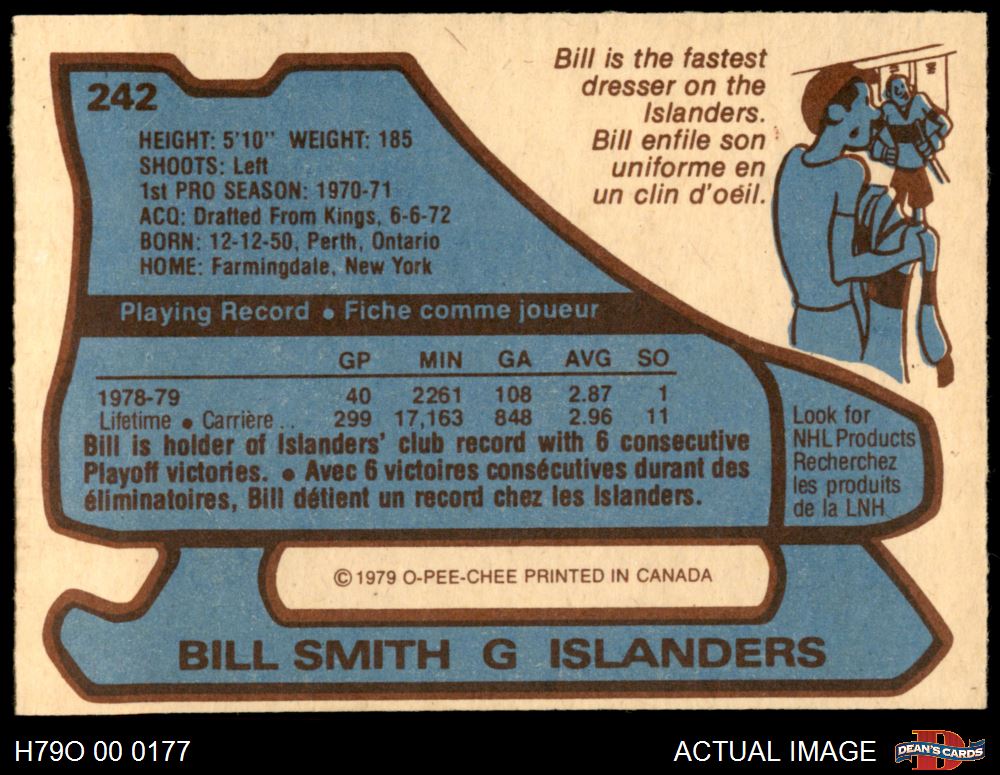 Bill is the fastest
dresser on the
Islanders.
Bill enfile son
uniforme en
un clin d'oéil.
242
HEIGHT: 5'10" WEIGHT: 185
SHOOTS: Left
1st PRO SEASON: 1970-71
ACQ: Drafted From Kings, 6-6-72
BORN: 12-12-50, Perth, Ontario
HOME: Farmingdale, New York
Playing Record • Fiche comme joueur
GP MIN GA AVG SO
1978-79 40 2261 108 2.87 1
Lifetime • Carrière .. 299 17,163 848 2.96 11
Bill is holder of Islanders' club record with 6 consecutive
Playoff victories. • Avec 6 victoires consécutives durant des
éliminatoires, Bill détient un record chez les Islanders.
Look for
NHL Products
Recherchez
les produits
de la LNH
© 1979 O-PEE-CHEE PRINTED IN CANADA
BILL SMITH G ISLANDERS
H79O 00 0177
ACTUAL IMAGE
DEAN'S CARDS